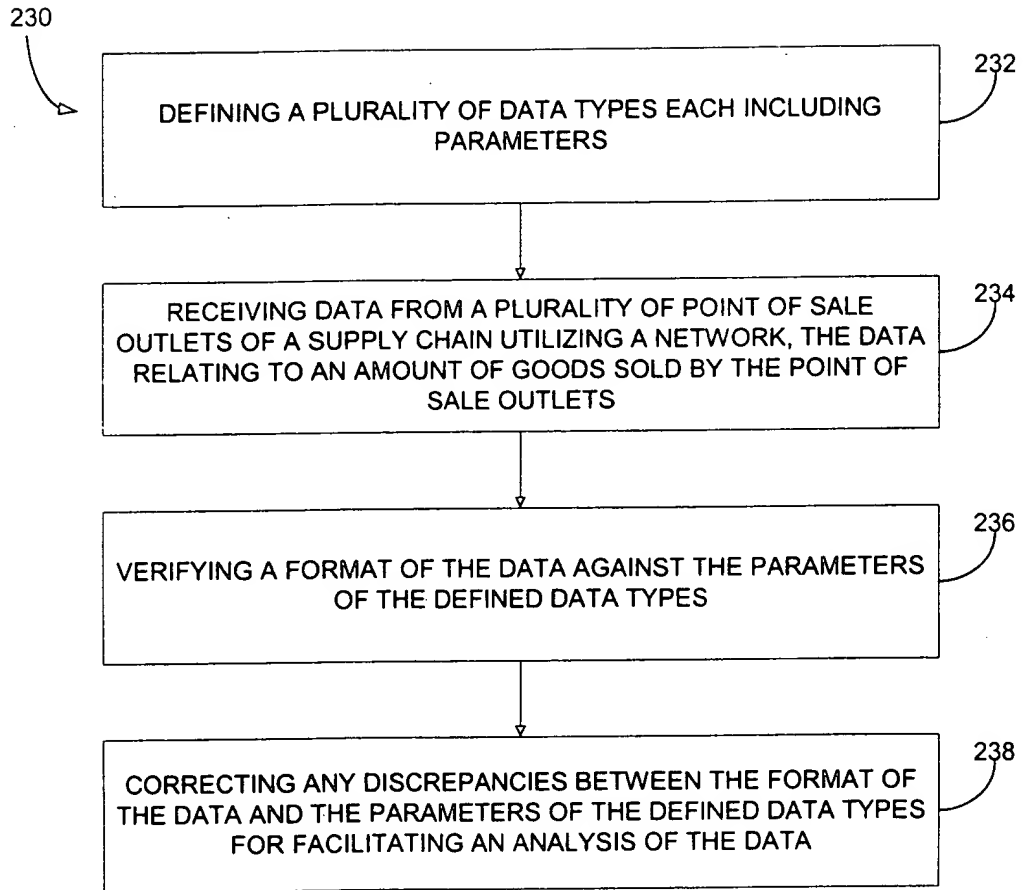 230
232
DEFINING A PLURALITY OF DATA TYPES EACH INCLUDING
PARAMETERS
234
RECEIVING DATA FROM A PLURALITY OF POINT OF SALE
OUTLETS OF A SUPPLY CHAIN UTILIZING A NETWORK, THE DATA
RELATING TO AN AMOUNT OF GOODS SOLD BY THE POINT OF
SALE OUTLETS
236
VERIFYING A FORMAT OF THE DATA AGAINST THE PARAMETERS
OF THE DEFINED DATA TYPES
238
CORRECTING ANY DISCREPANCIES BETWEEN THE FORMAT OF
THE DATA AND THE PARAMETERS OF THE DEFINED DATA TYPES
FOR FACILITATING AN ANALYSIS OF THE DATA